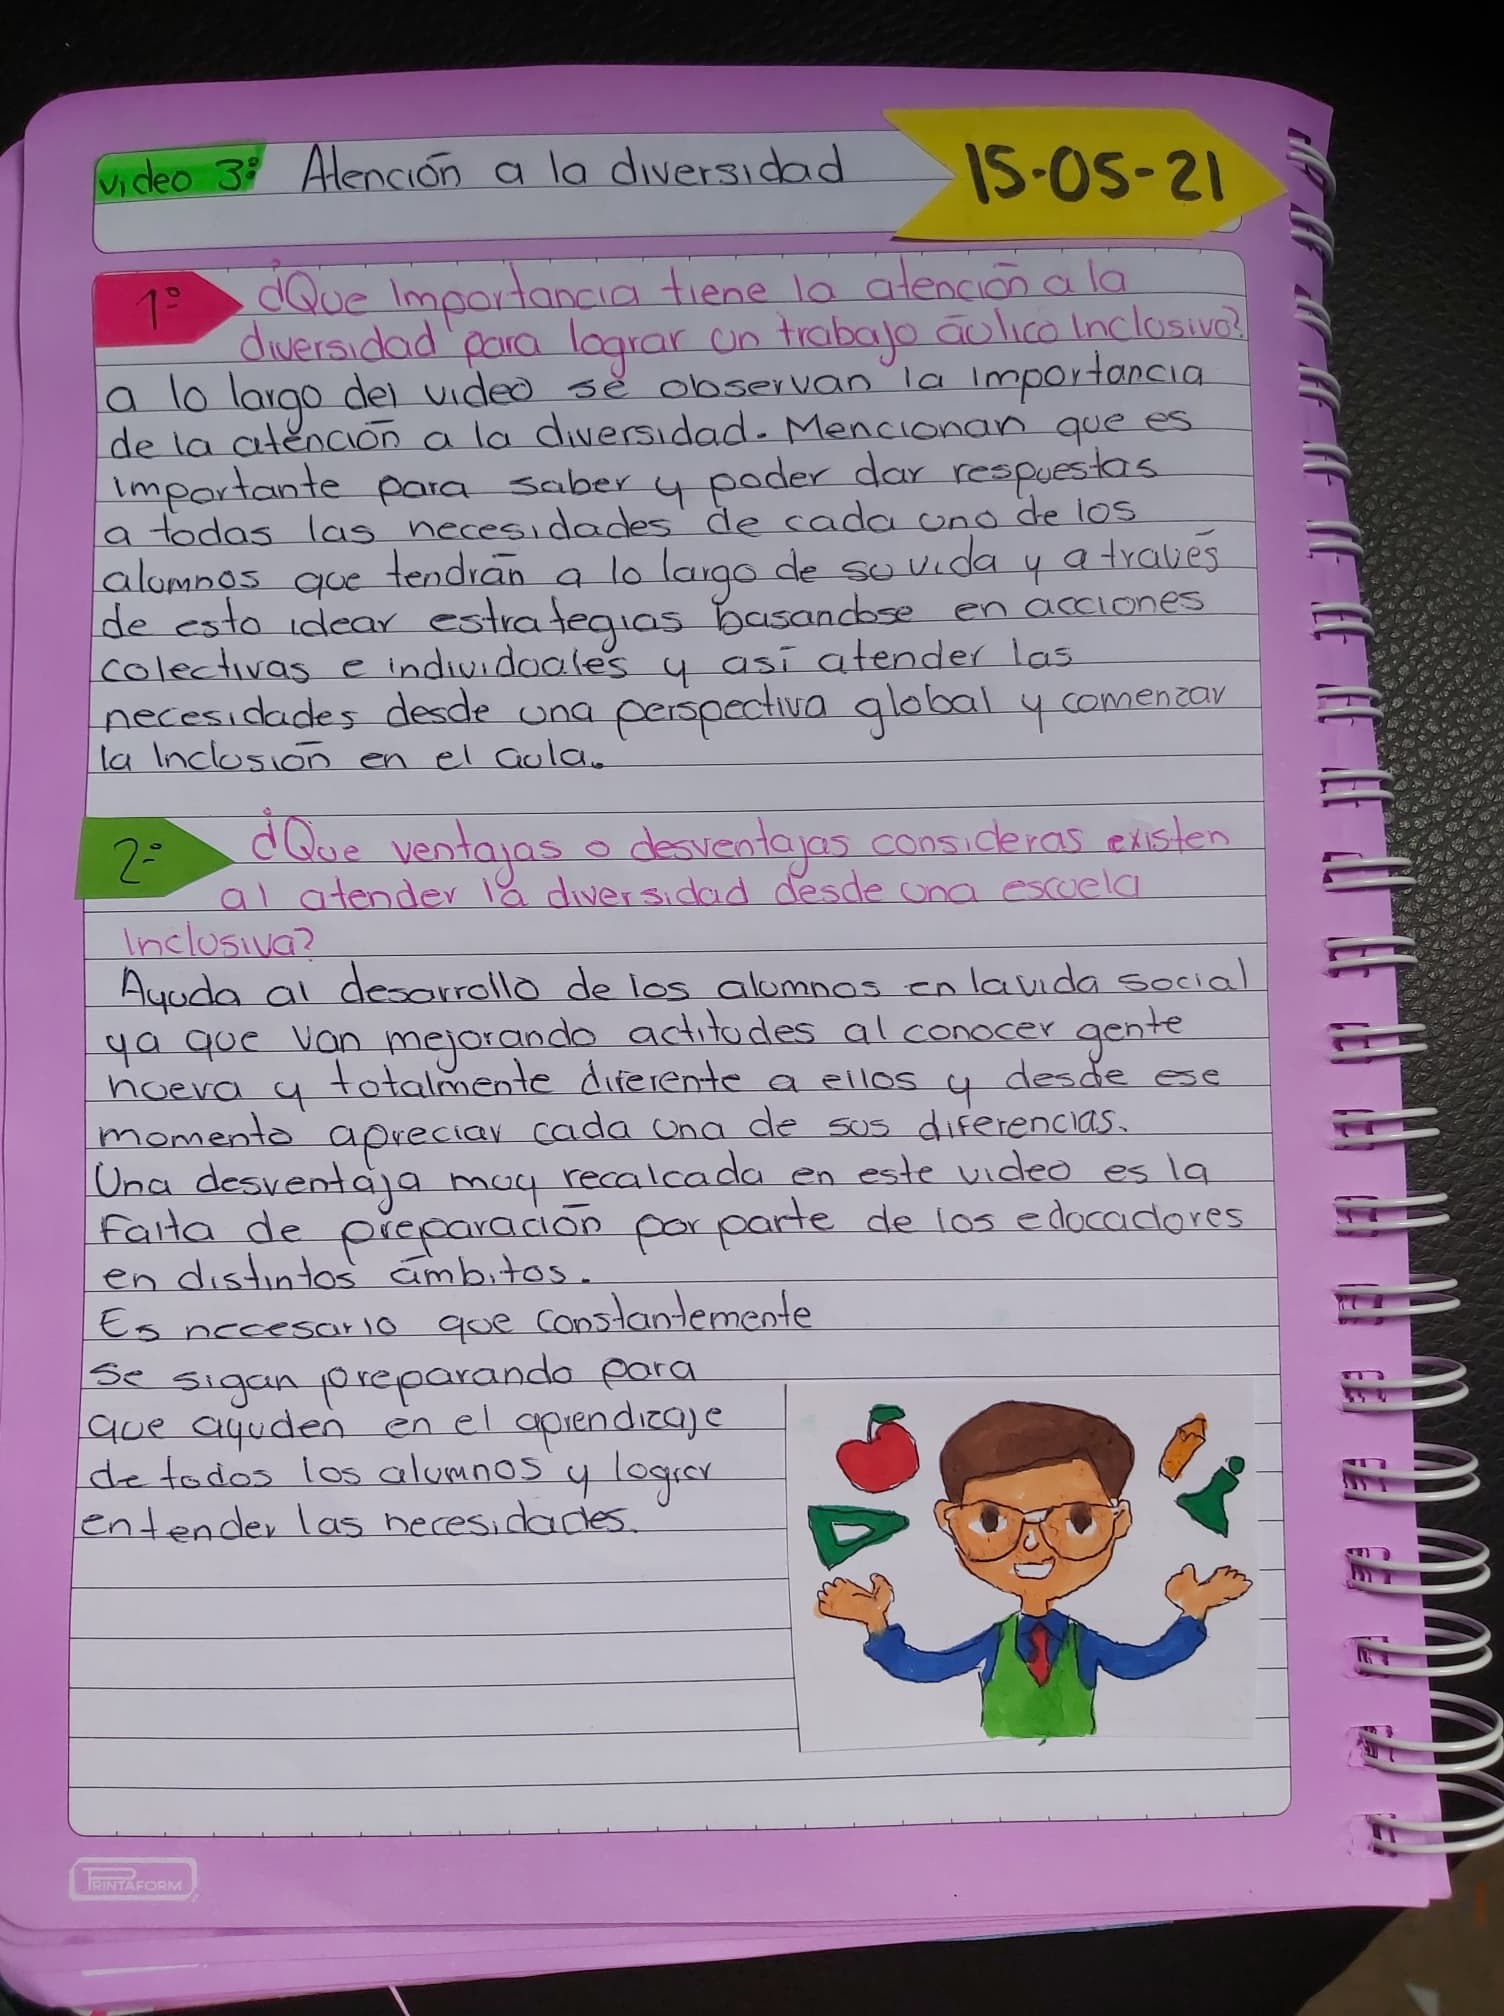 video 3: Atención a la diversidad
15-05-21
1º ¿Que Importancia tiene la atención a la
diversidad para lograr un trabajo áulico Inclusivo?
a lo largo del video se observan la importancia
de la atención a la diversidad. Mencionan que es
importante para saber y poder dar respuestas
a todas las necesidades de cada uno de los
alumnos que tendrán a lo largo de su vida y a través
de esto idear estrategias basandose en acciones
colectivas e individuales y así atender las
necesidades desde una perspectiva global y comenzar
la Inclusión en el aula.
2º ¿Que ventajas o desventajas consideras existen
al atender la diversidad desde una escuela
Inclusiva?
Ayuda al desarrollo de los alumnos en la vida social
ya que van mejorando actitudes al conocer gente
nueva y totalmente diferente a ellos y desde ese
momento apreciar cada una de sus diferencias.
Una desventaja muy recalcada en este video es la
Falta de preparación por parte de los educadores
en distintos ámbitos.
Es necesario que constantemente
se sigan preparando para
que ayuden en el aprendizaje
de todos los alumnos y lograr
entender las necesidades.
PRINTAFORM